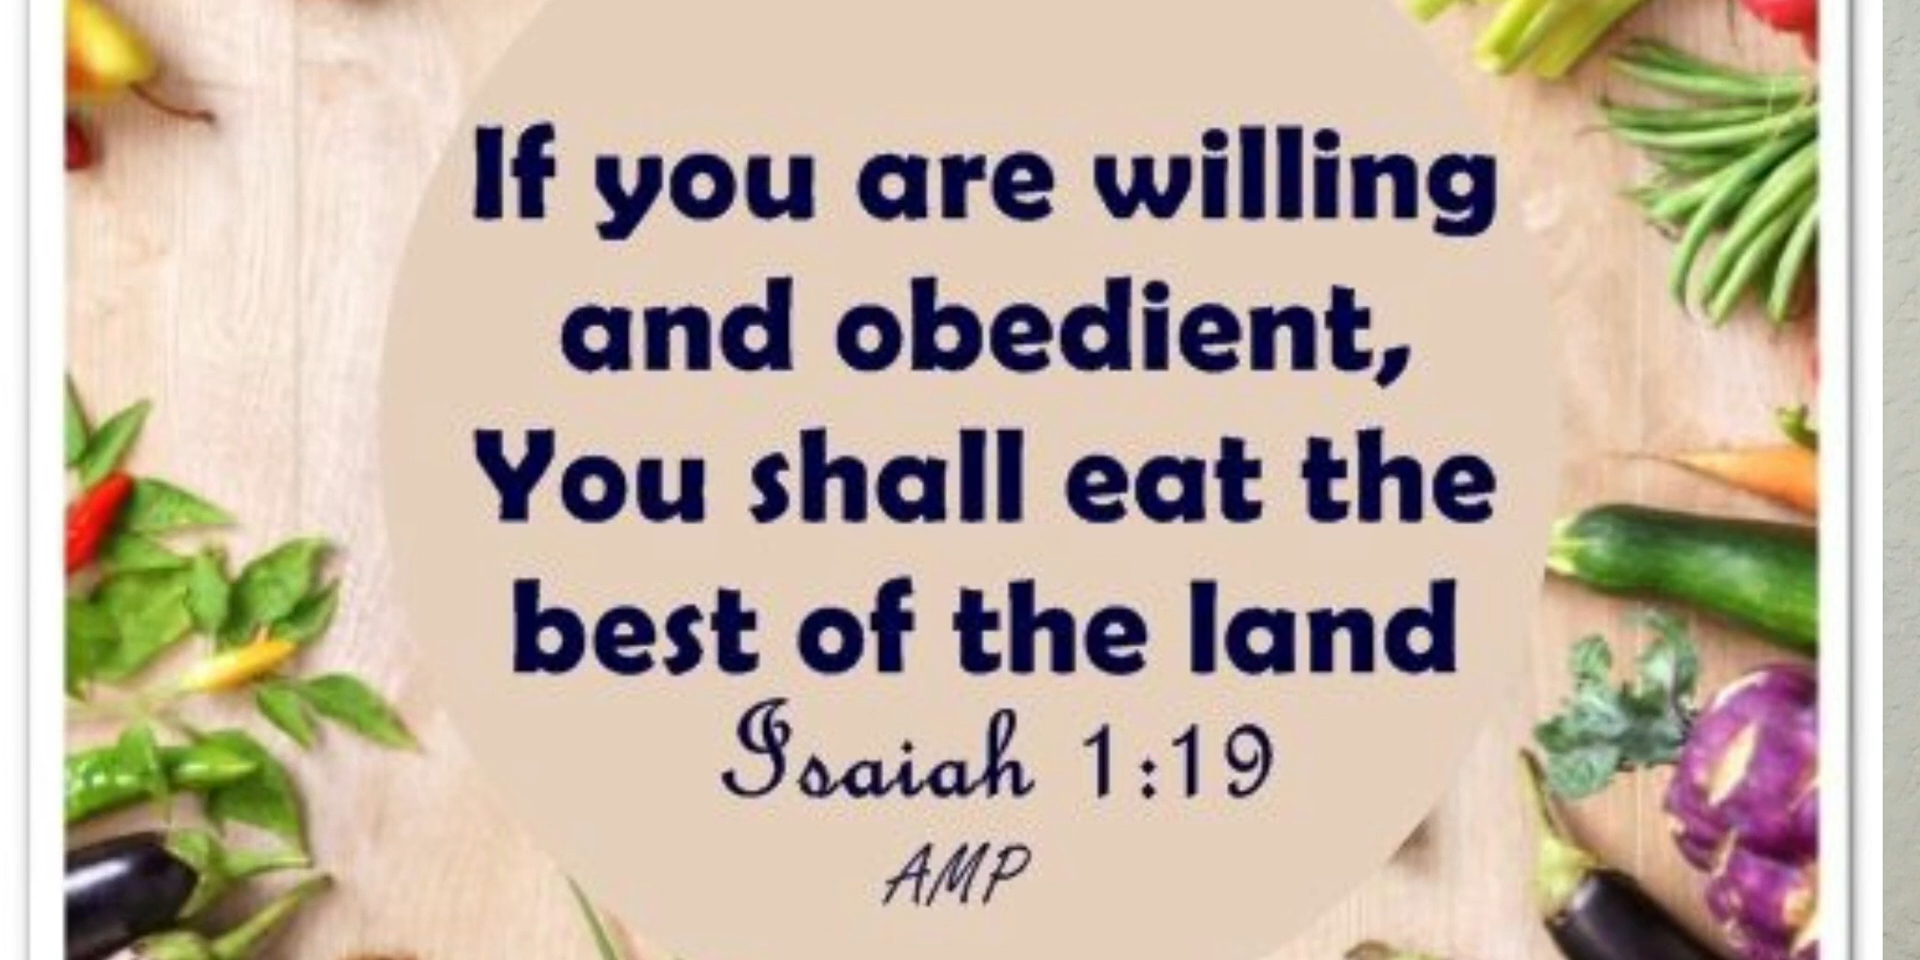 If you are willing
and obedient,
You shall eat the
best of the land
Isaiah 1:19
AMP